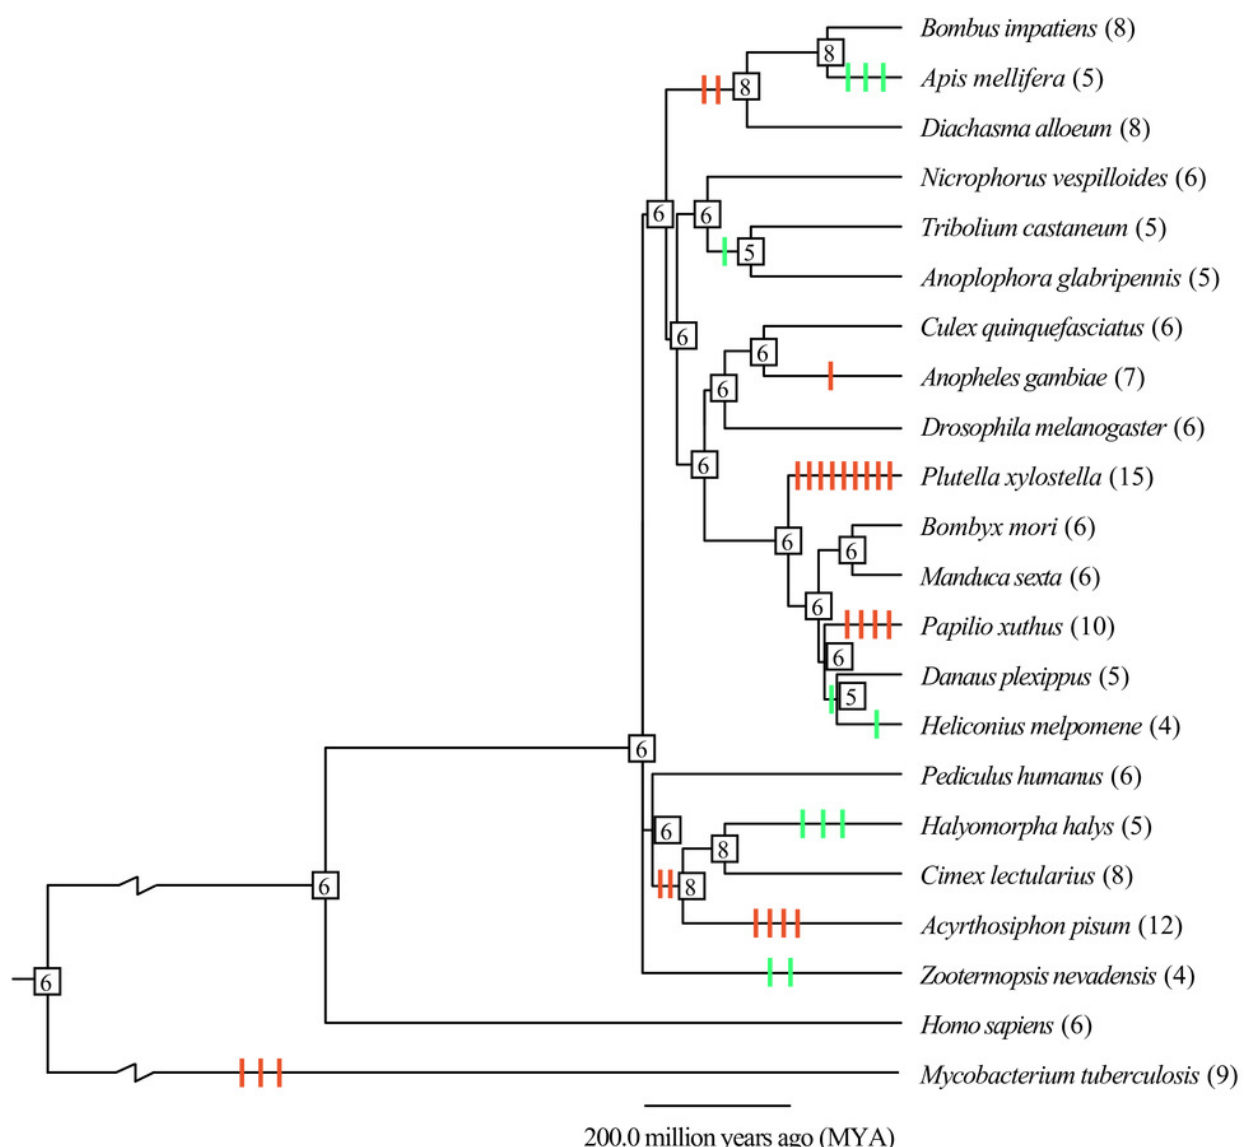 Bombus impatiens (8)
8
Apis mellifera (5)
8
Diachasma alloeum (8)
Nicrophorus vespilloides (6)
6
6
Tribolium castaneum (5)
5
Anoplophora glabripennis (5)
Culex quinquefasciatus (6)
6
6
Anopheles gambiae (7)
6
Drosophila melanogaster (6)
6
Plutella xylostella (15)
Bombyx mori (6)
6
6
Manduca sexta (6)
6
Papilio xuthus (10)
6
Danaus plexippus (5)
5
Heliconius melpomene (4)
6
Pediculus humanus (6)
Halyomorpha halys (5)
6
8
Cimex lectularius (8)
6
8
Acyrthosiphon pisum (12)
Zootermopsis nevadensis (4)
6
Homo sapiens (6)
Mycobacterium tuberculosis (9)
200.0 million years ago (MYA)